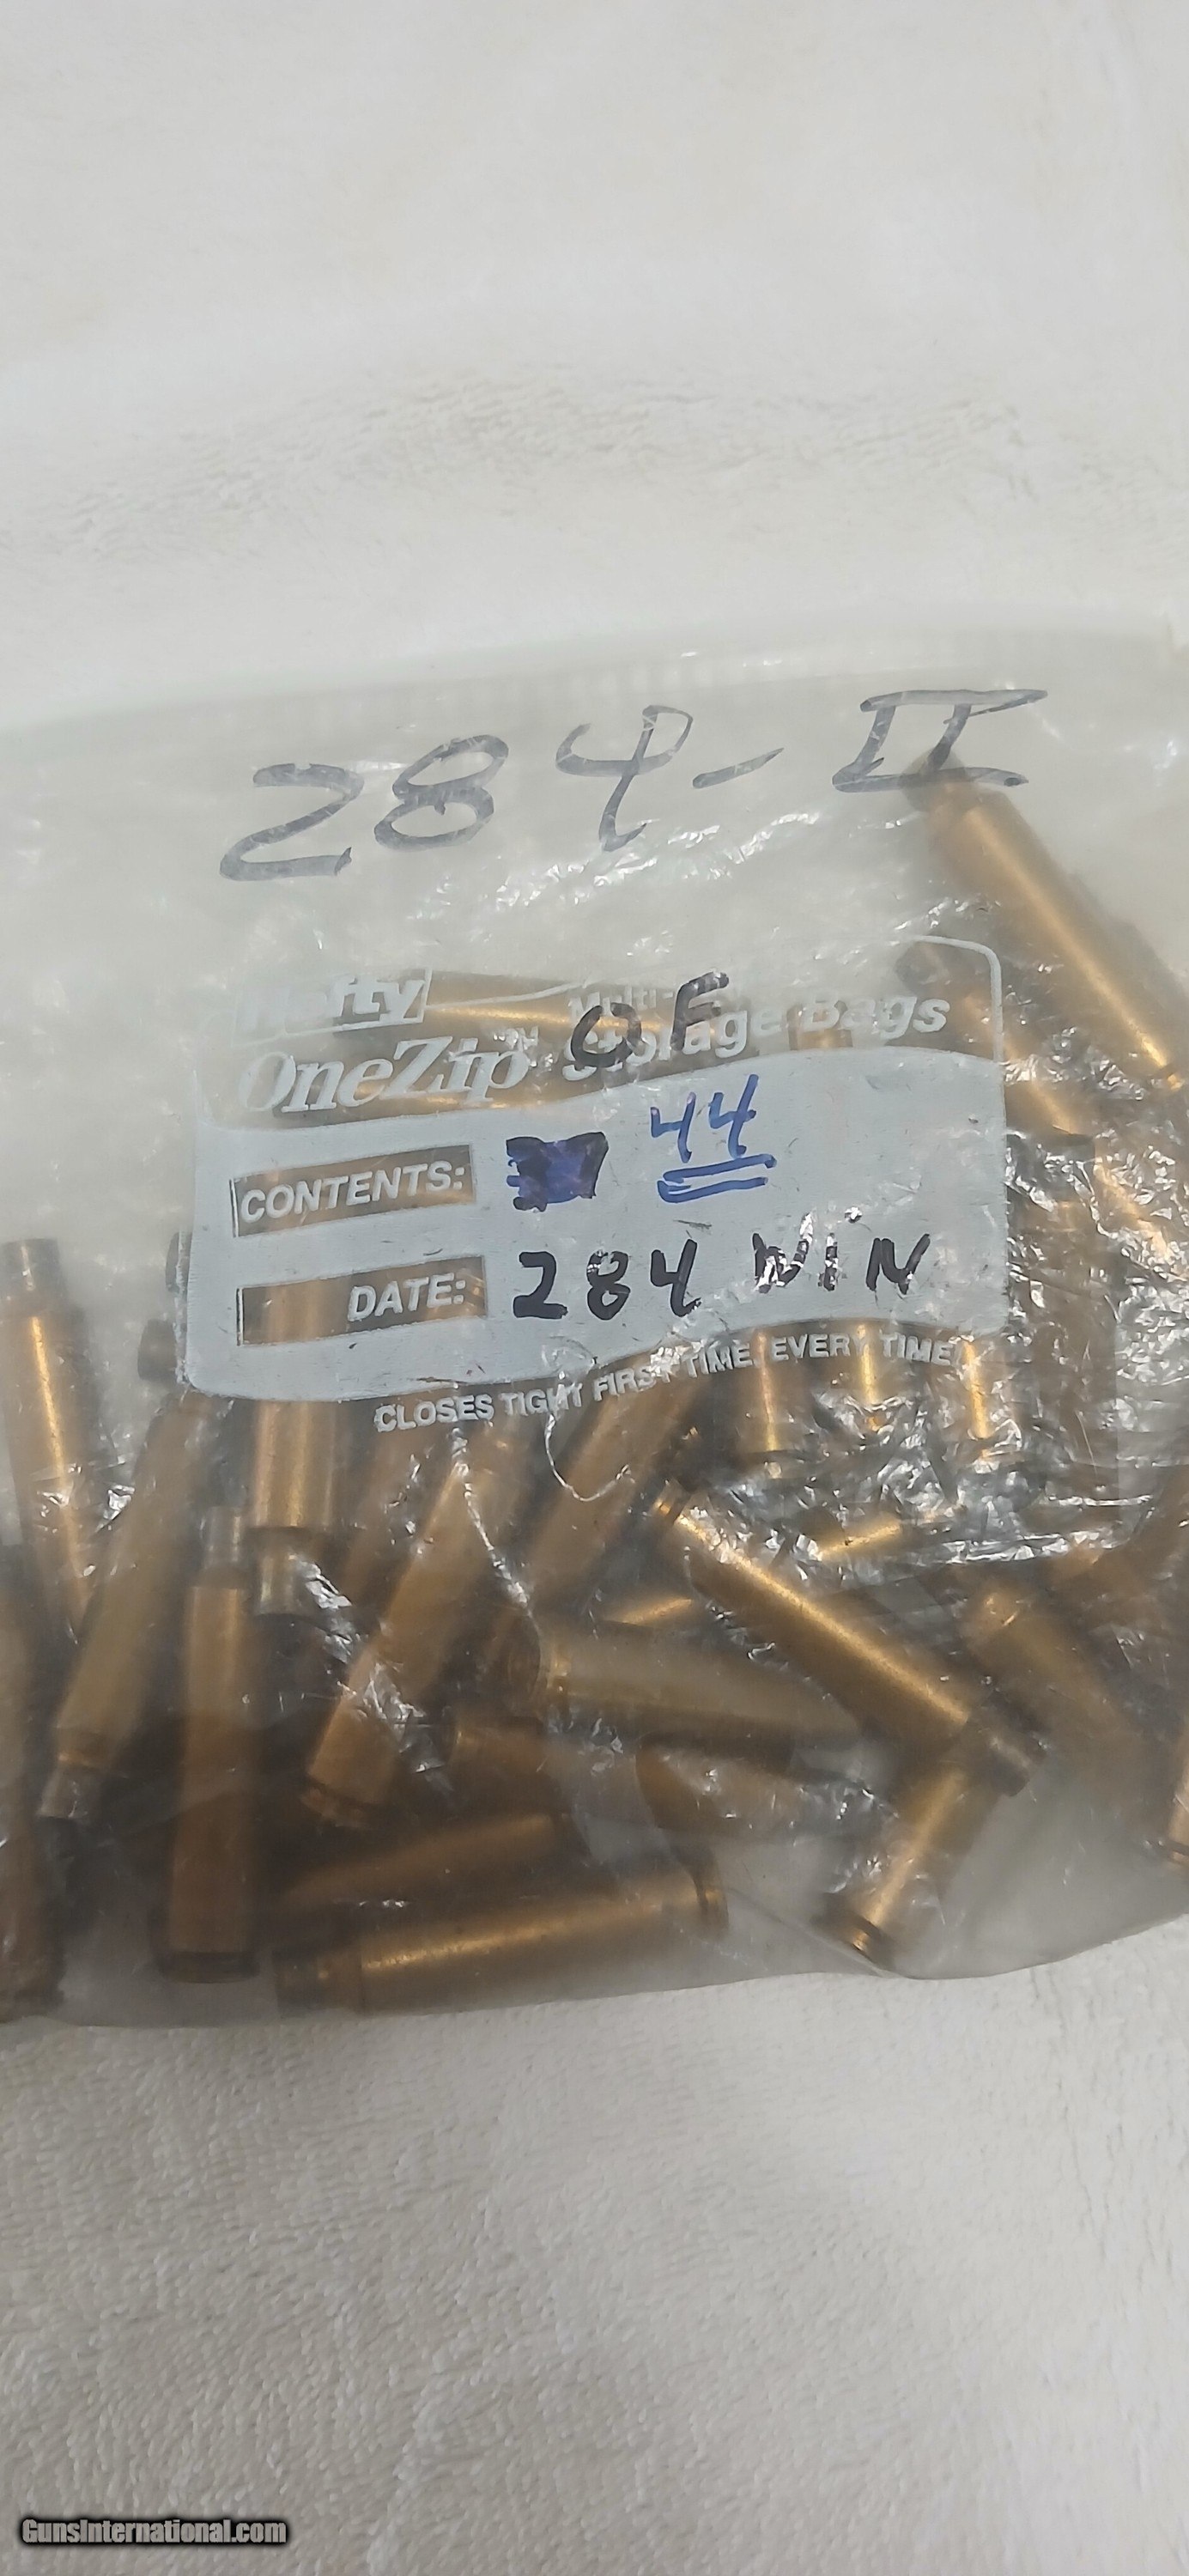 284-II
Hefty
OF
OneZip™ Storage Bags
44
CONTENTS:
DATE: 284 WIN
CLOSES TIGHT FIRST TIME, EVERY TIME!
GunsInternational.com